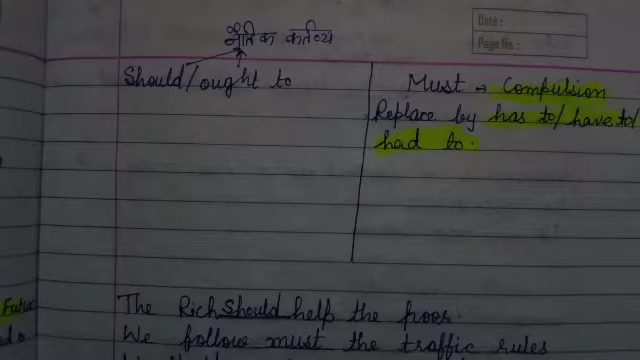 Date:
Page No.:
नैतिक कर्तव्य
Should/ought to
Must → Compulsion
Replace by has to/have to/
had to.
The Rich should help the poor.
Futur
We follow must the traffic rules